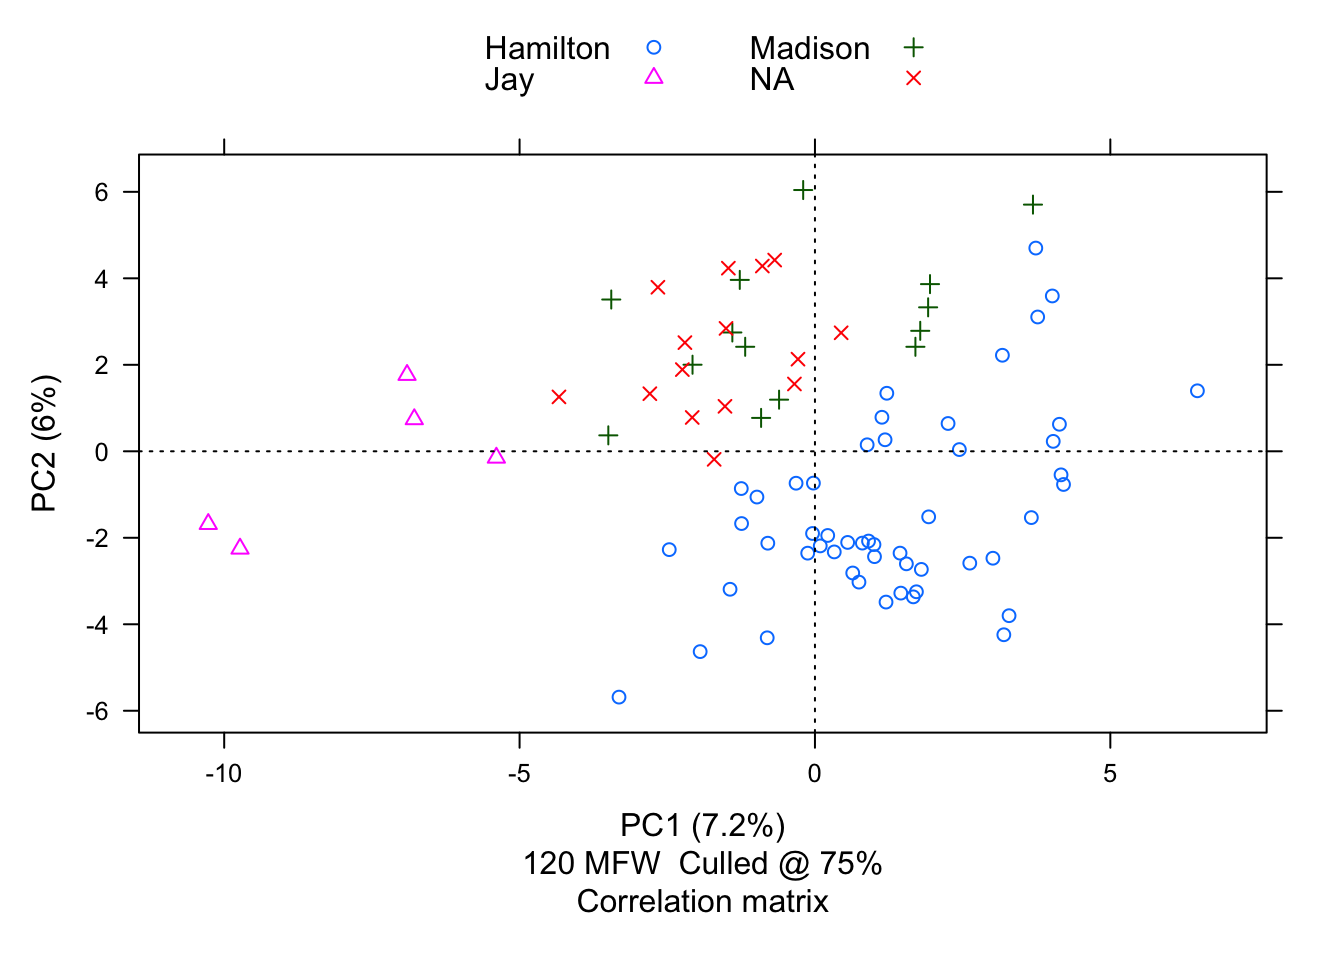 Hamilton Madison
Jay NA
6
4
2
0
-2
-4
-6
PC2 (6%)
-10 -5 0 5
PC1 (7.2%)
120 MFW  Culled @ 75%
Correlation matrix